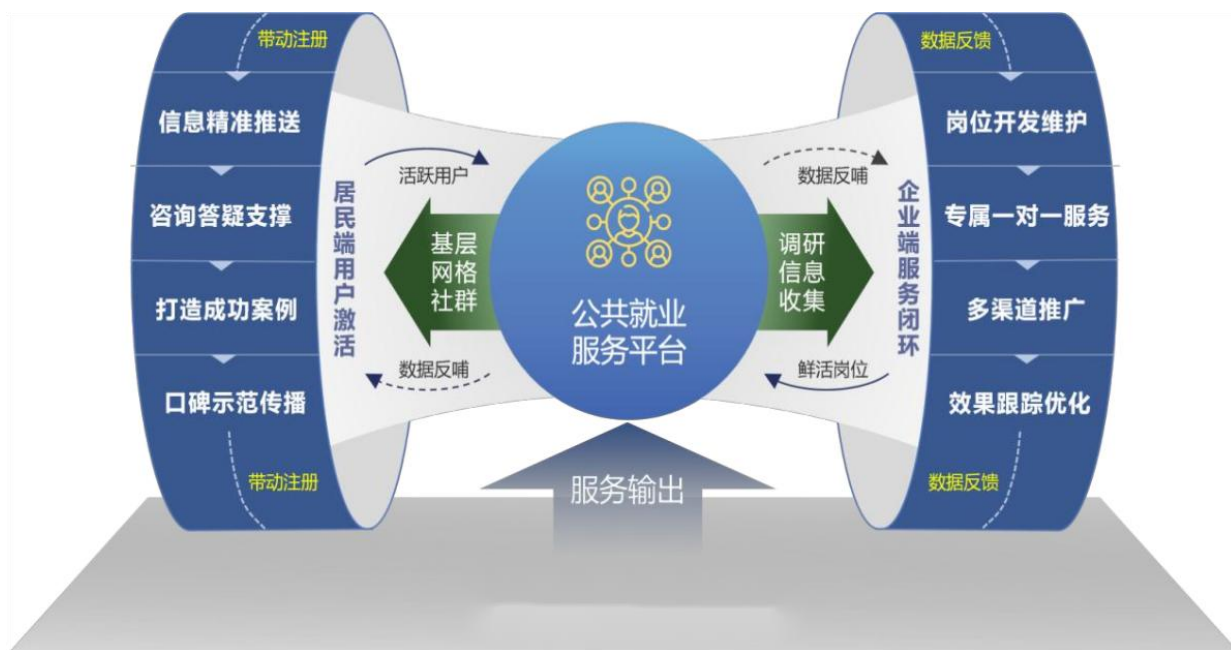 带动注册
信息精准推送
咨询答疑支撑
打造成功案例
口碑示范传播
带动注册
居民端用户激活
活跃用户
基层
网格
社群
数据反哺
公共就业
服务平台
服务输出
数据反哺
调研
信息
收集
鲜活岗位
企业端服务闭环
数据反馈
岗位开发维护
专属一对一服务
多渠道推广
效果跟踪优化
数据反馈